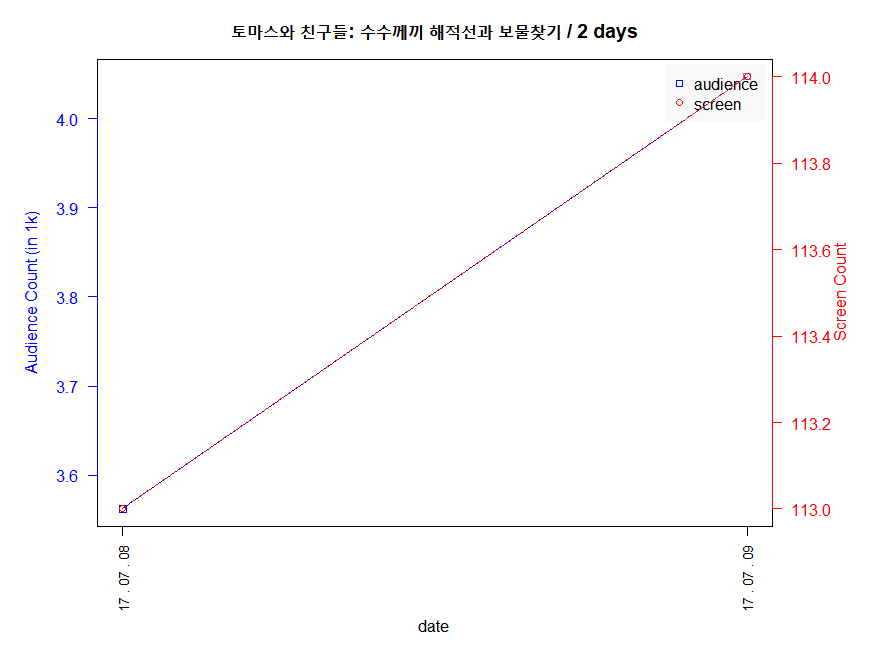 토마스와 친구들: 수수께끼 해적선과 보물찾기 / 2 days
audience
screen
4.0
3.9
3.8
3.7
3.6
Audience Count (in 1k)
114.0
113.8
113.6
113.4
113.2
113.0
Screen Count
17 . 07 . 08
17 . 07 . 09
date